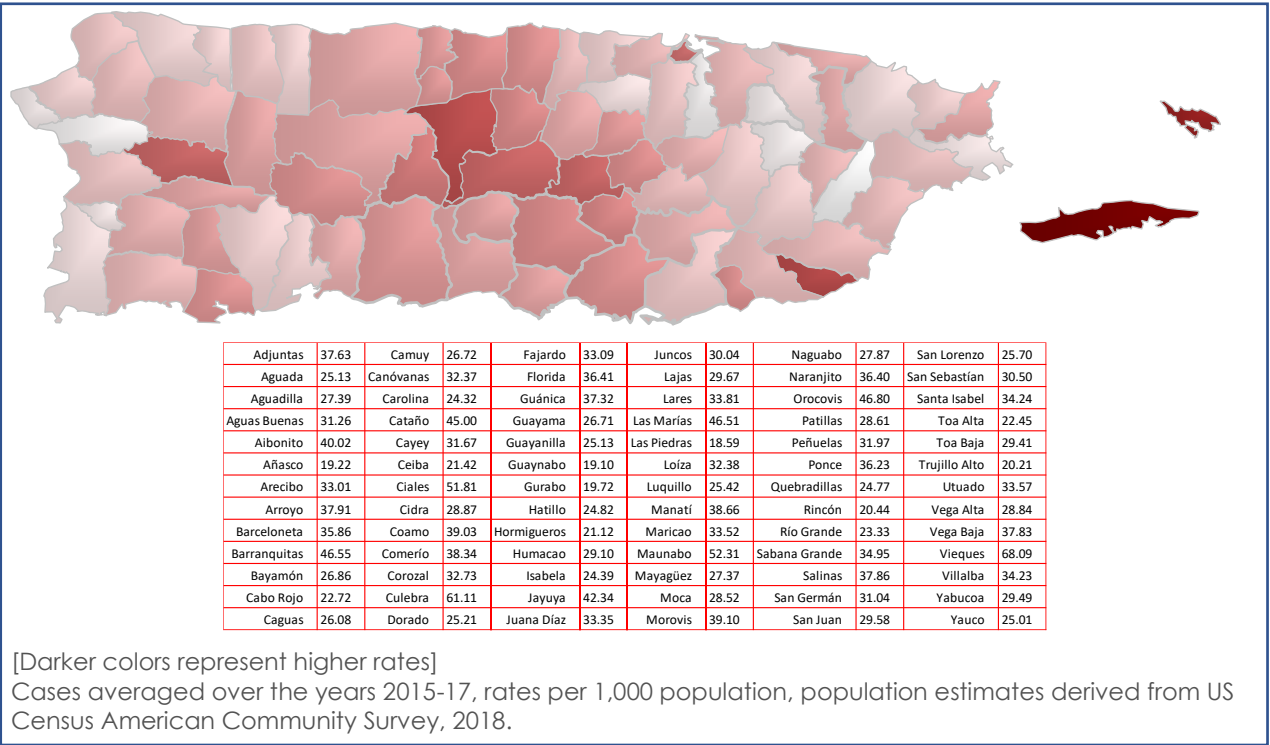 Adjuntas 37.63 Camuy 26.72 Fajardo 33.09 Juncos 30.04 Naguabo 27.87 San Lorenzo 25.70
Aguada 25.13 Canóvanas 32.37 Florida 36.41 Lajas 29.67 Naranjito 36.40 San Sebastían 30.50
Aguadilla 27.39 Carolina 24.32 Guánica 37.32 Lares 33.81 Orocovis 46.80 Santa Isabel 34.24
Aguas Buenas 31.26 Cataño 45.00 Guayama 26.71 Las Marías 46.51 Patillas 28.61 Toa Alta 22.45
Aibonito 40.02 Cayey 31.67 Guayanilla 25.13 Las Piedras 18.59 Peñuelas 31.97 Toa Baja 29.41
Añasco 19.22 Ceiba 21.42 Guaynabo 19.10 Loíza 32.38 Ponce 36.23 Trujillo Alto 20.21
Arecibo 33.01 Ciales 51.81 Gurabo 19.72 Luquillo 25.42 Quebradillas 24.77 Utuado 33.57
Arroyo 37.91 Cidra 28.87 Hatillo 24.82 Manatí 38.66 Rincón 20.44 Vega Alta 28.84
Barceloneta 35.86 Coamo 39.03 Hormigueros 21.12 Maricao 33.52 Río Grande 23.33 Vega Baja 37.83
Barranquitas 46.55 Comerío 38.34 Humacao 29.10 Maunabo 52.31 Sabana Grande 34.95 Vieques 68.09
Bayamón 26.86 Corozal 32.73 Isabela 24.39 Mayagüez 27.37 Salinas 37.86 Villalba 34.23
Cabo Rojo 22.72 Culebra 61.11 Jayuya 42.34 Moca 28.52 San Germán 31.04 Yabucoa 29.49
Caguas 26.08 Dorado 25.21 Juana Díaz 33.35 Morovis 39.10 San Juan 29.58 Yauco 25.01
[Darker colors represent higher rates]
Cases averaged over the years 2015-17, rates per 1,000 population, population estimates derived from US
Census American Community Survey, 2018.